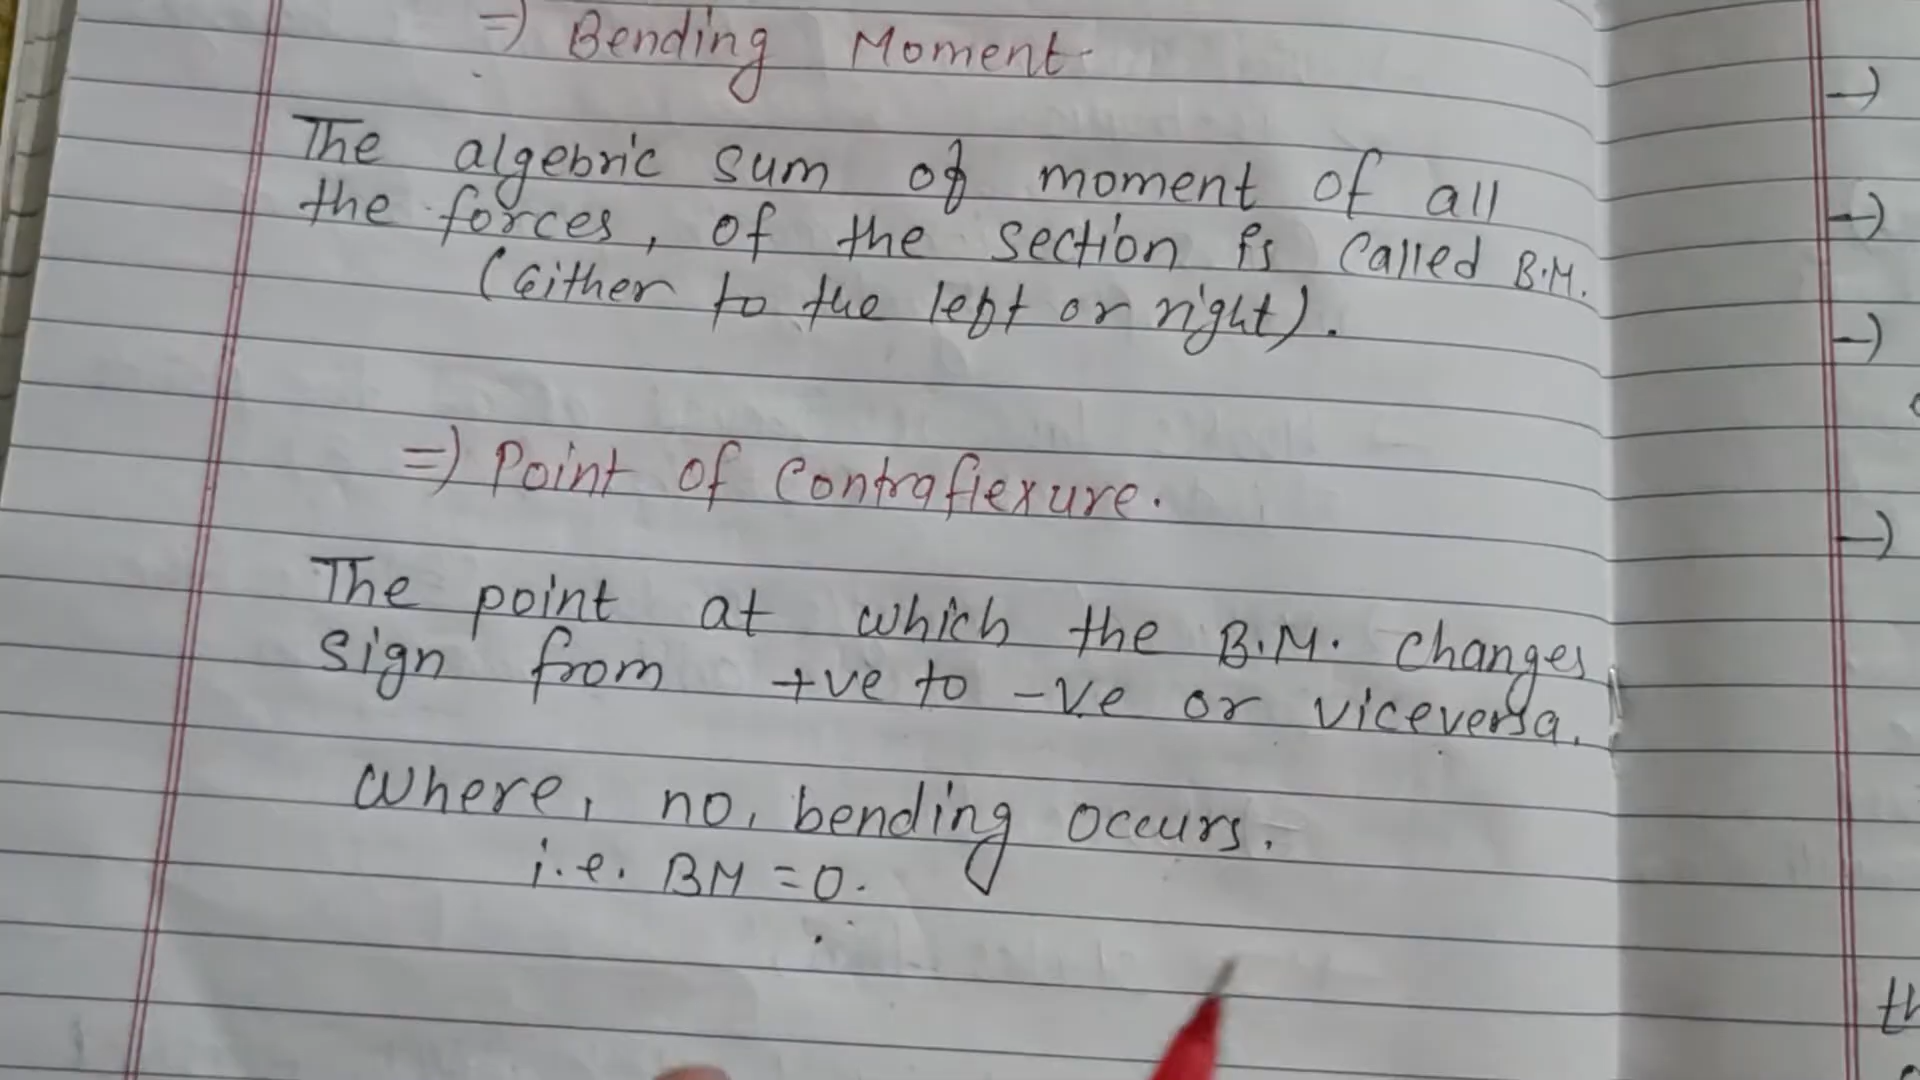 =) Bending Moment
The algebric sum of moment of all
the forces, of the section is called B.M.
(either to the left or right).
=) Point of Contraflexure.
The point at which the B.M. changes
sign from +ve to -ve or viceversa.
Where, no, bending occurs.
i.e. BM = 0.
-)
-)
-)
-)
th